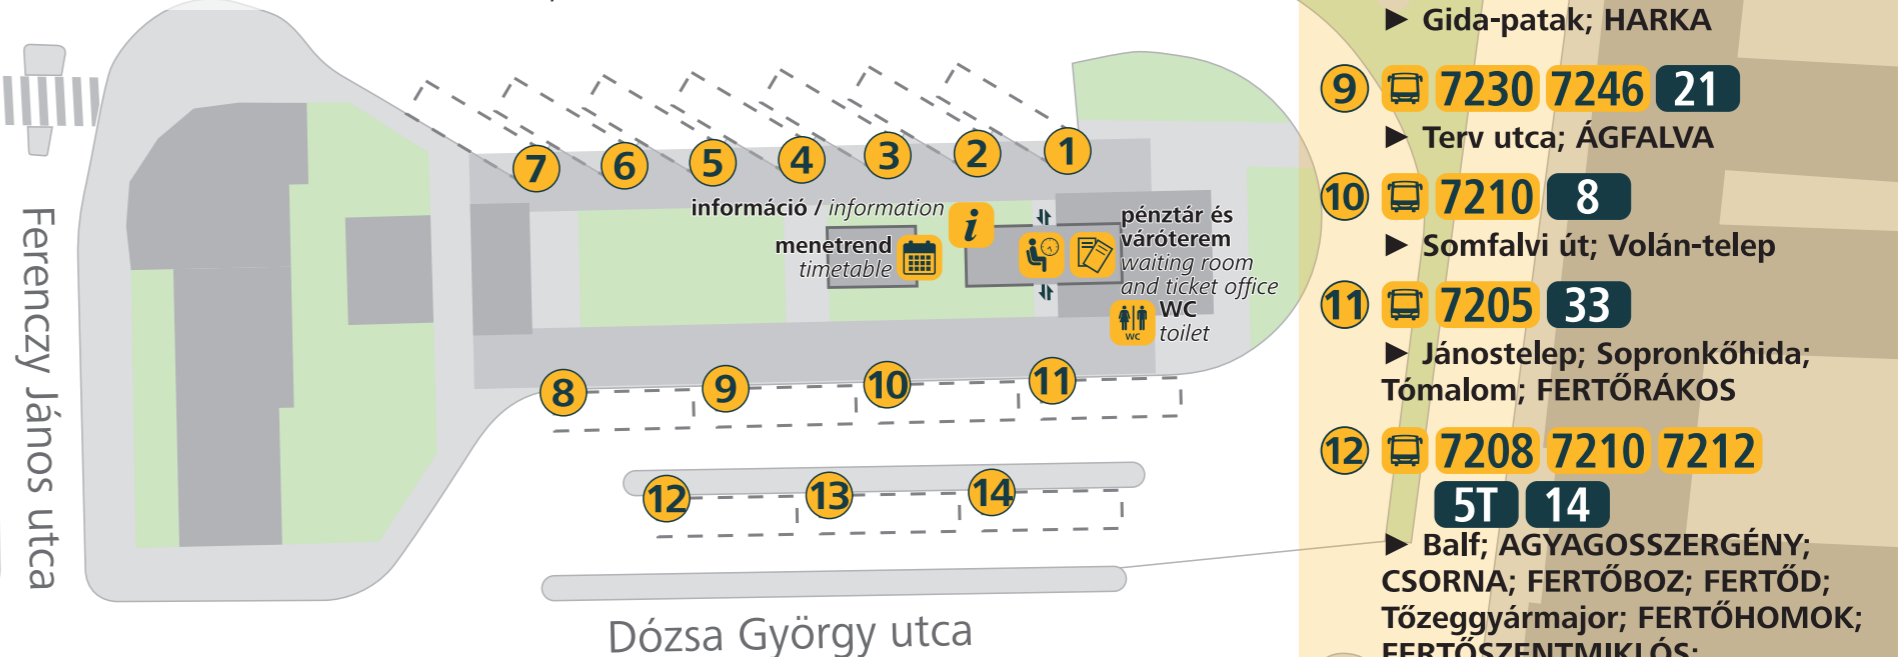 Ferenczy János utca
7
6
5
4
3
2
1
információ / information
i
menetrend
timetable
pénztár és
váróterem
waiting room
and ticket office
WC
WC
toilet
8
9
10
11
12
13
14
Dózsa György utca
► Gida-patak; HARKA
9 7230 7246 21
► Terv utca; ÁGFALVA
10 7210 8
► Somfalvi út; Volán-telep
11 7205 33
► Jánostelep; Sopronkőhida;
Tómalom; FERTŐRÁKOS
12 7208 7210 7212
5T 14
► Balf; AGYAGOSSZERGÉNY;
CSORNA; FERTŐBOZ; FERTŐD;
Tőzeggyármajor; FERTŐHOMOK;
FERTŐSZENTMIKLÓS;